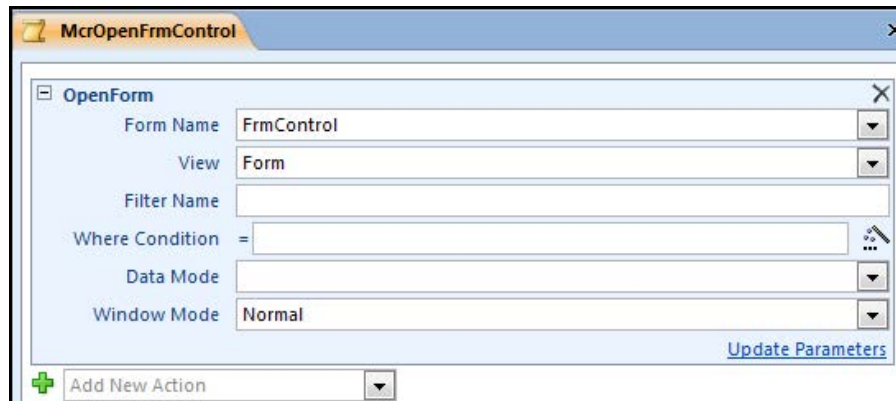 McrOpenFrmControl
OpenForm
Form Name FrmControl
View Form
Filter Name
Where Condition =
Data Mode
Window Mode Normal
Update Parameters
Add New Action